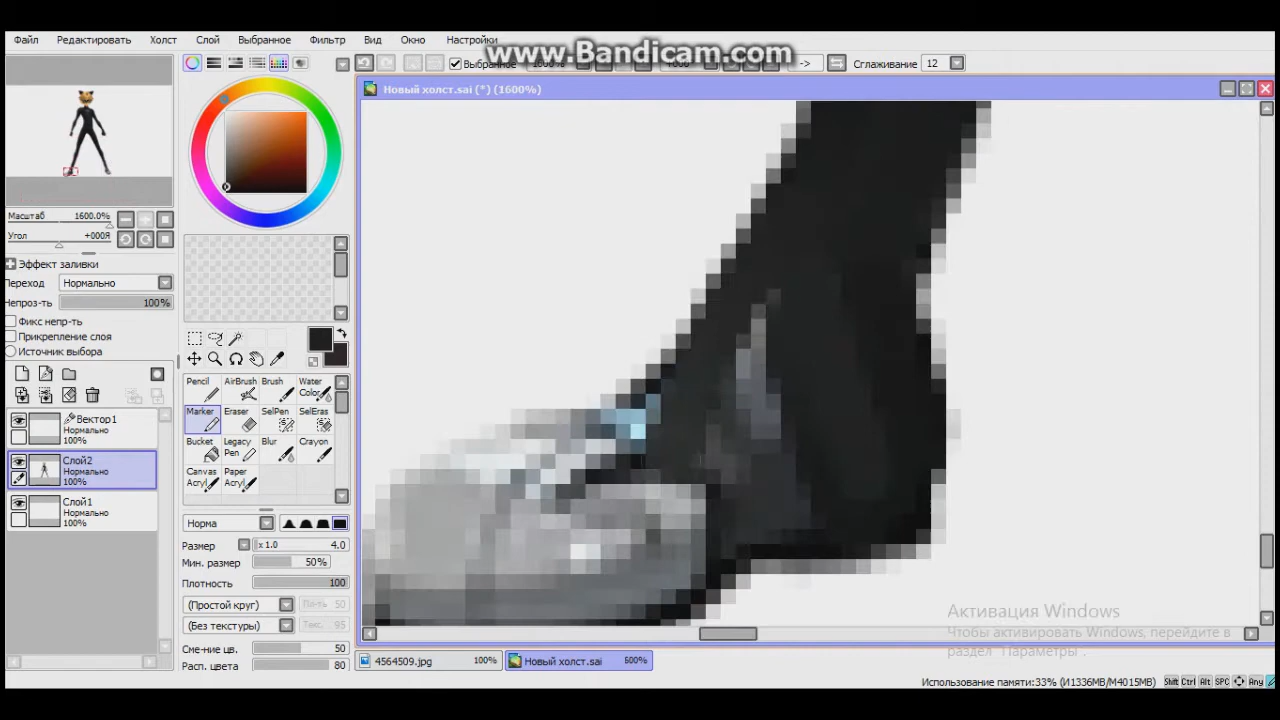 www.Bandicam.com
Файл Редактировать Холст Слой Выбранное Фильтр Вид Окно Настройки
Выбранное -> Сглаживание 12
Новый холст.sai (*) (1600%)
Масштаб 1600.0%
Угол +000Я
Эффект заливки
Переход Нормально
Непроз-ть 100%
Фикс непр-ть
Прикрепление слоя
Источник выбора
Вектор1
Нормально
100%
Слой2
Нормально
100%
Слой1
Нормально
100%
Pencil AirBrush Brush Water Color
Marker Eraser SelPen SelEras
Bucket Legacy Pen Blur Crayon
Canvas Acryl Paper Acryl
Норма
Размер x 1.0 4.0
Мин. размер 50%
Плотность 100
(Простой круг) 50
(Без текстуры) 95
Сме-ние цв. 50
Расп. цвета 80
Активация Windows
Чтобы активировать Windows, перейдите в
раздел "Параметры".
4564509.jpg 100% Новый холст.sai 600%
Использование памяти:33% (И1336MB/M4015MB) Shift Ctrl Alt SPC Any